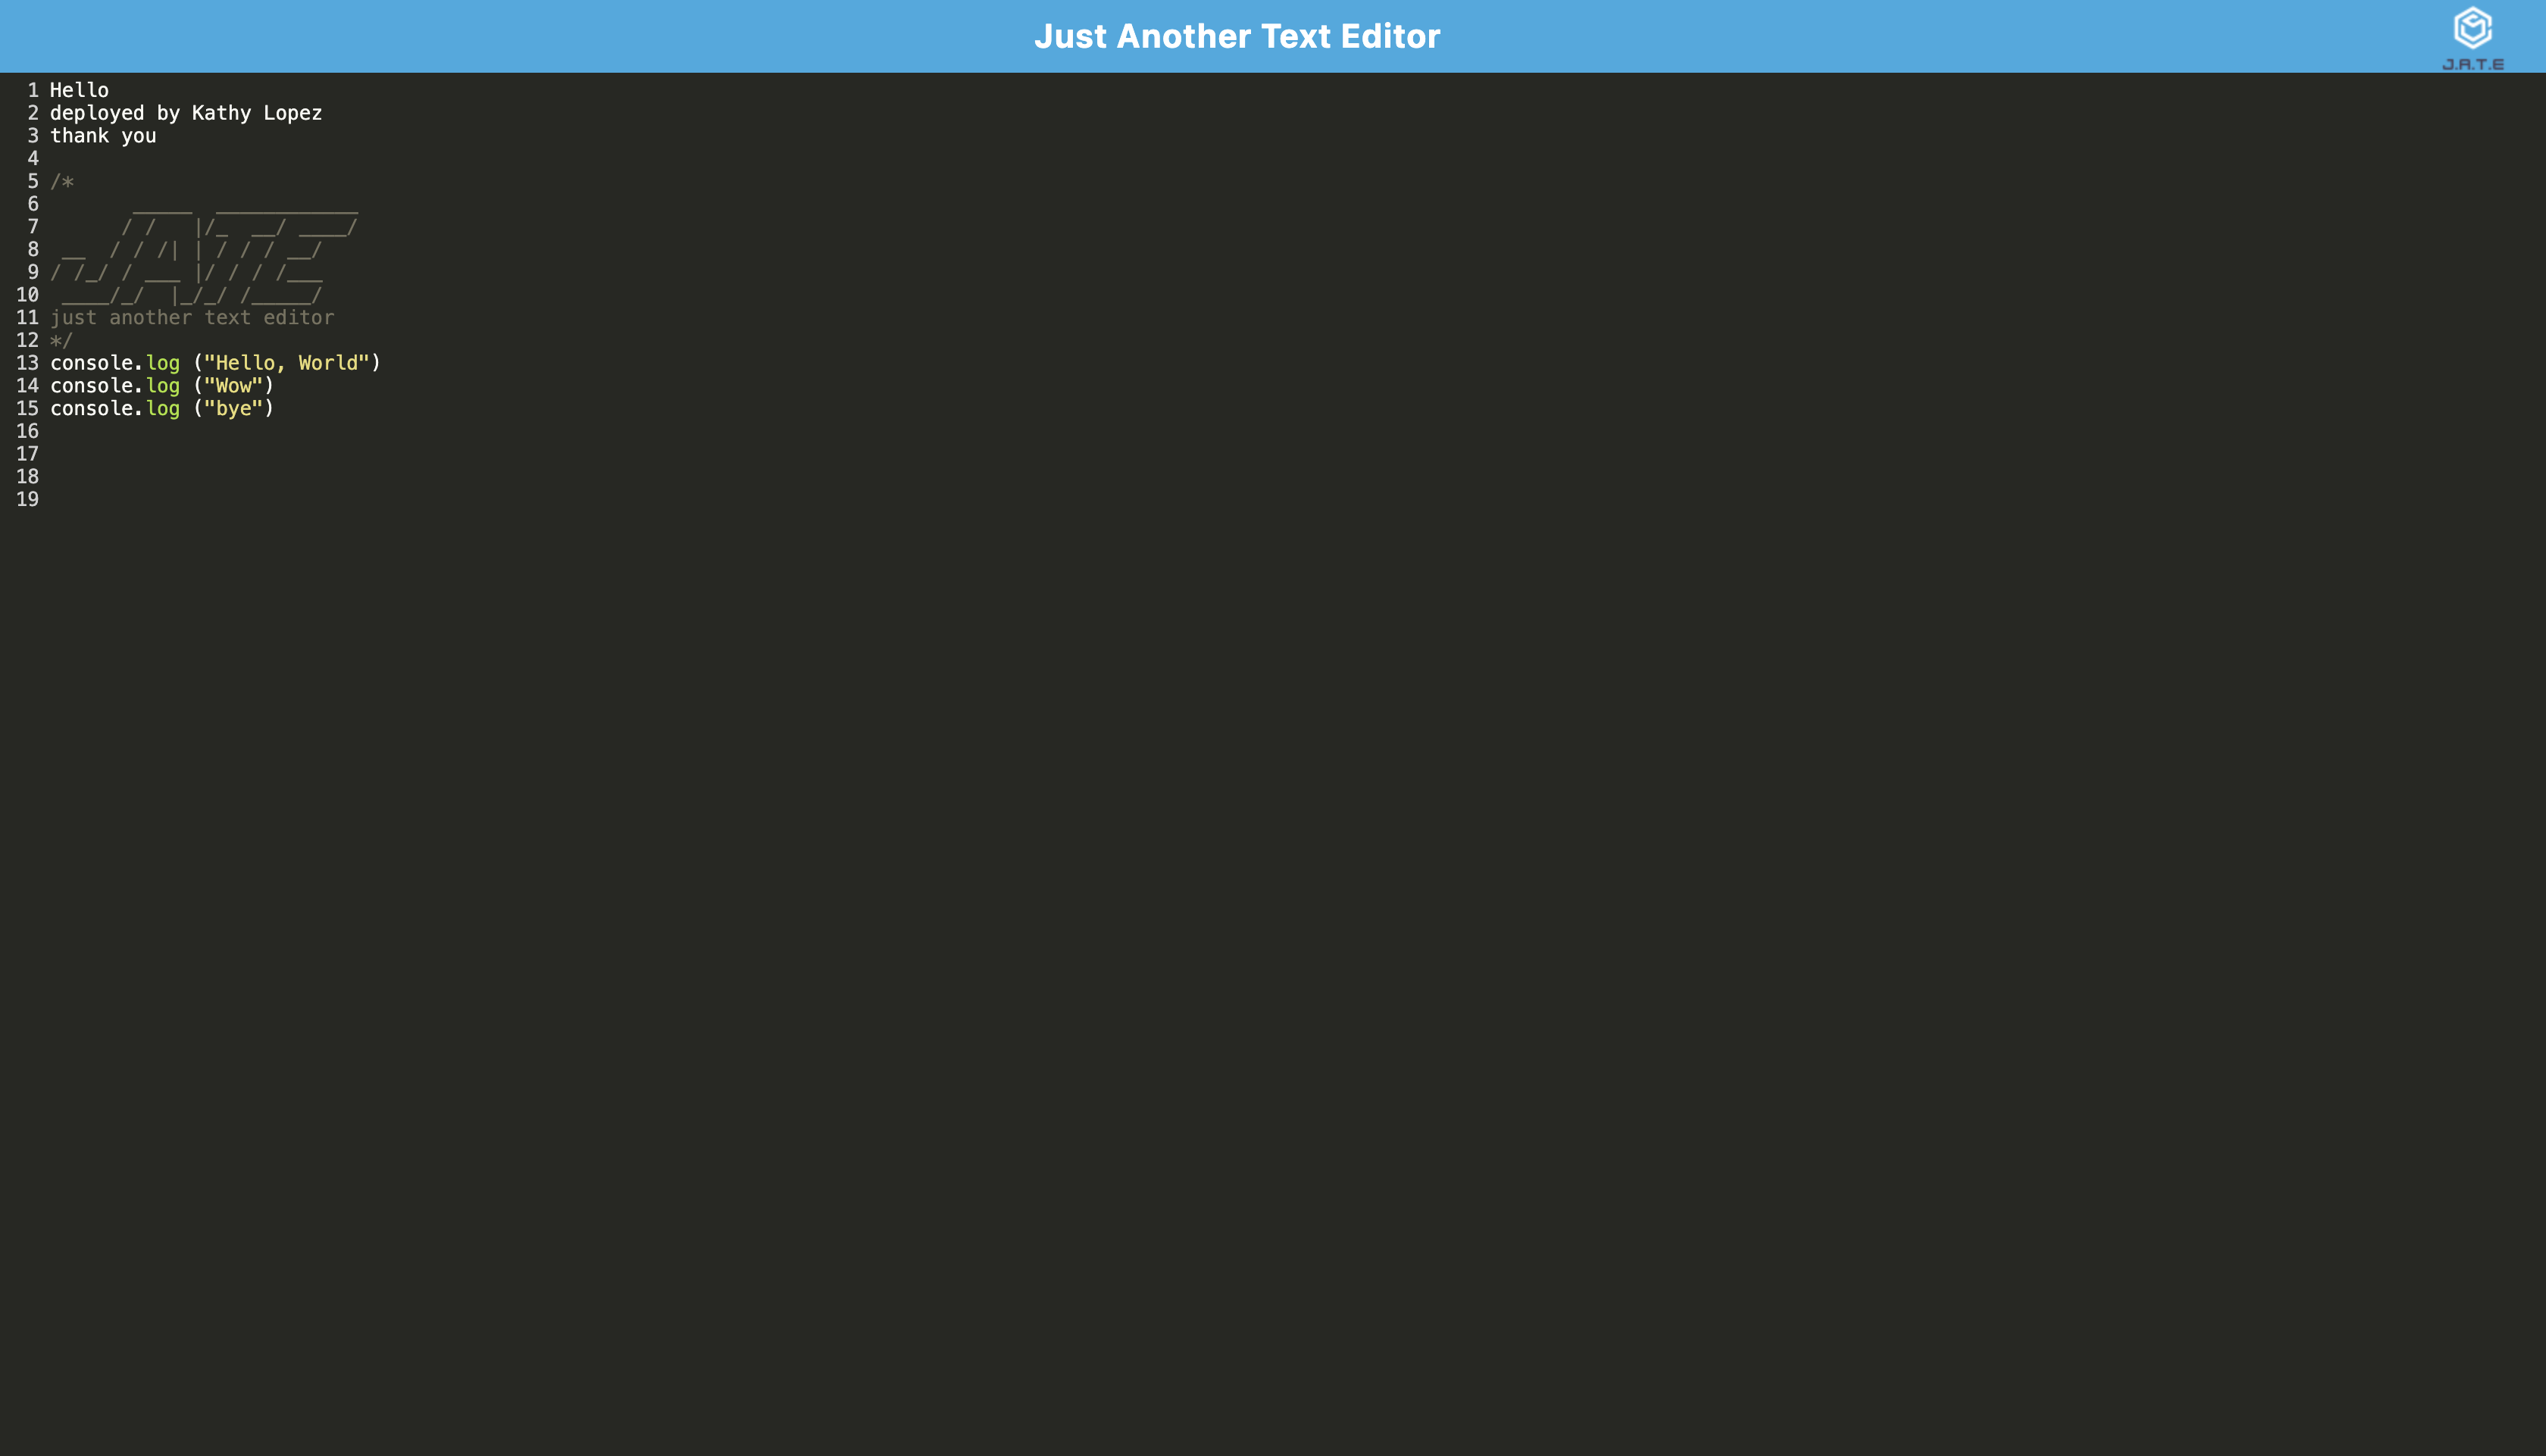 Just Another Text Editor
J.A.T.E
1 Hello
2 deployed by Kathy Lopez
3 thank you
4
5 /*
6        _____  ____________
7       / /   |/_  __/ ____/
8  __  / / /| | / / / __/
9 / /_/ / ___ |/ / / /___
10  ____/_/  |_/_/ /_____/
11 just another text editor
12 */
13 console.log ("Hello, World")
14 console.log ("Wow")
15 console.log ("bye")
16
17
18
19